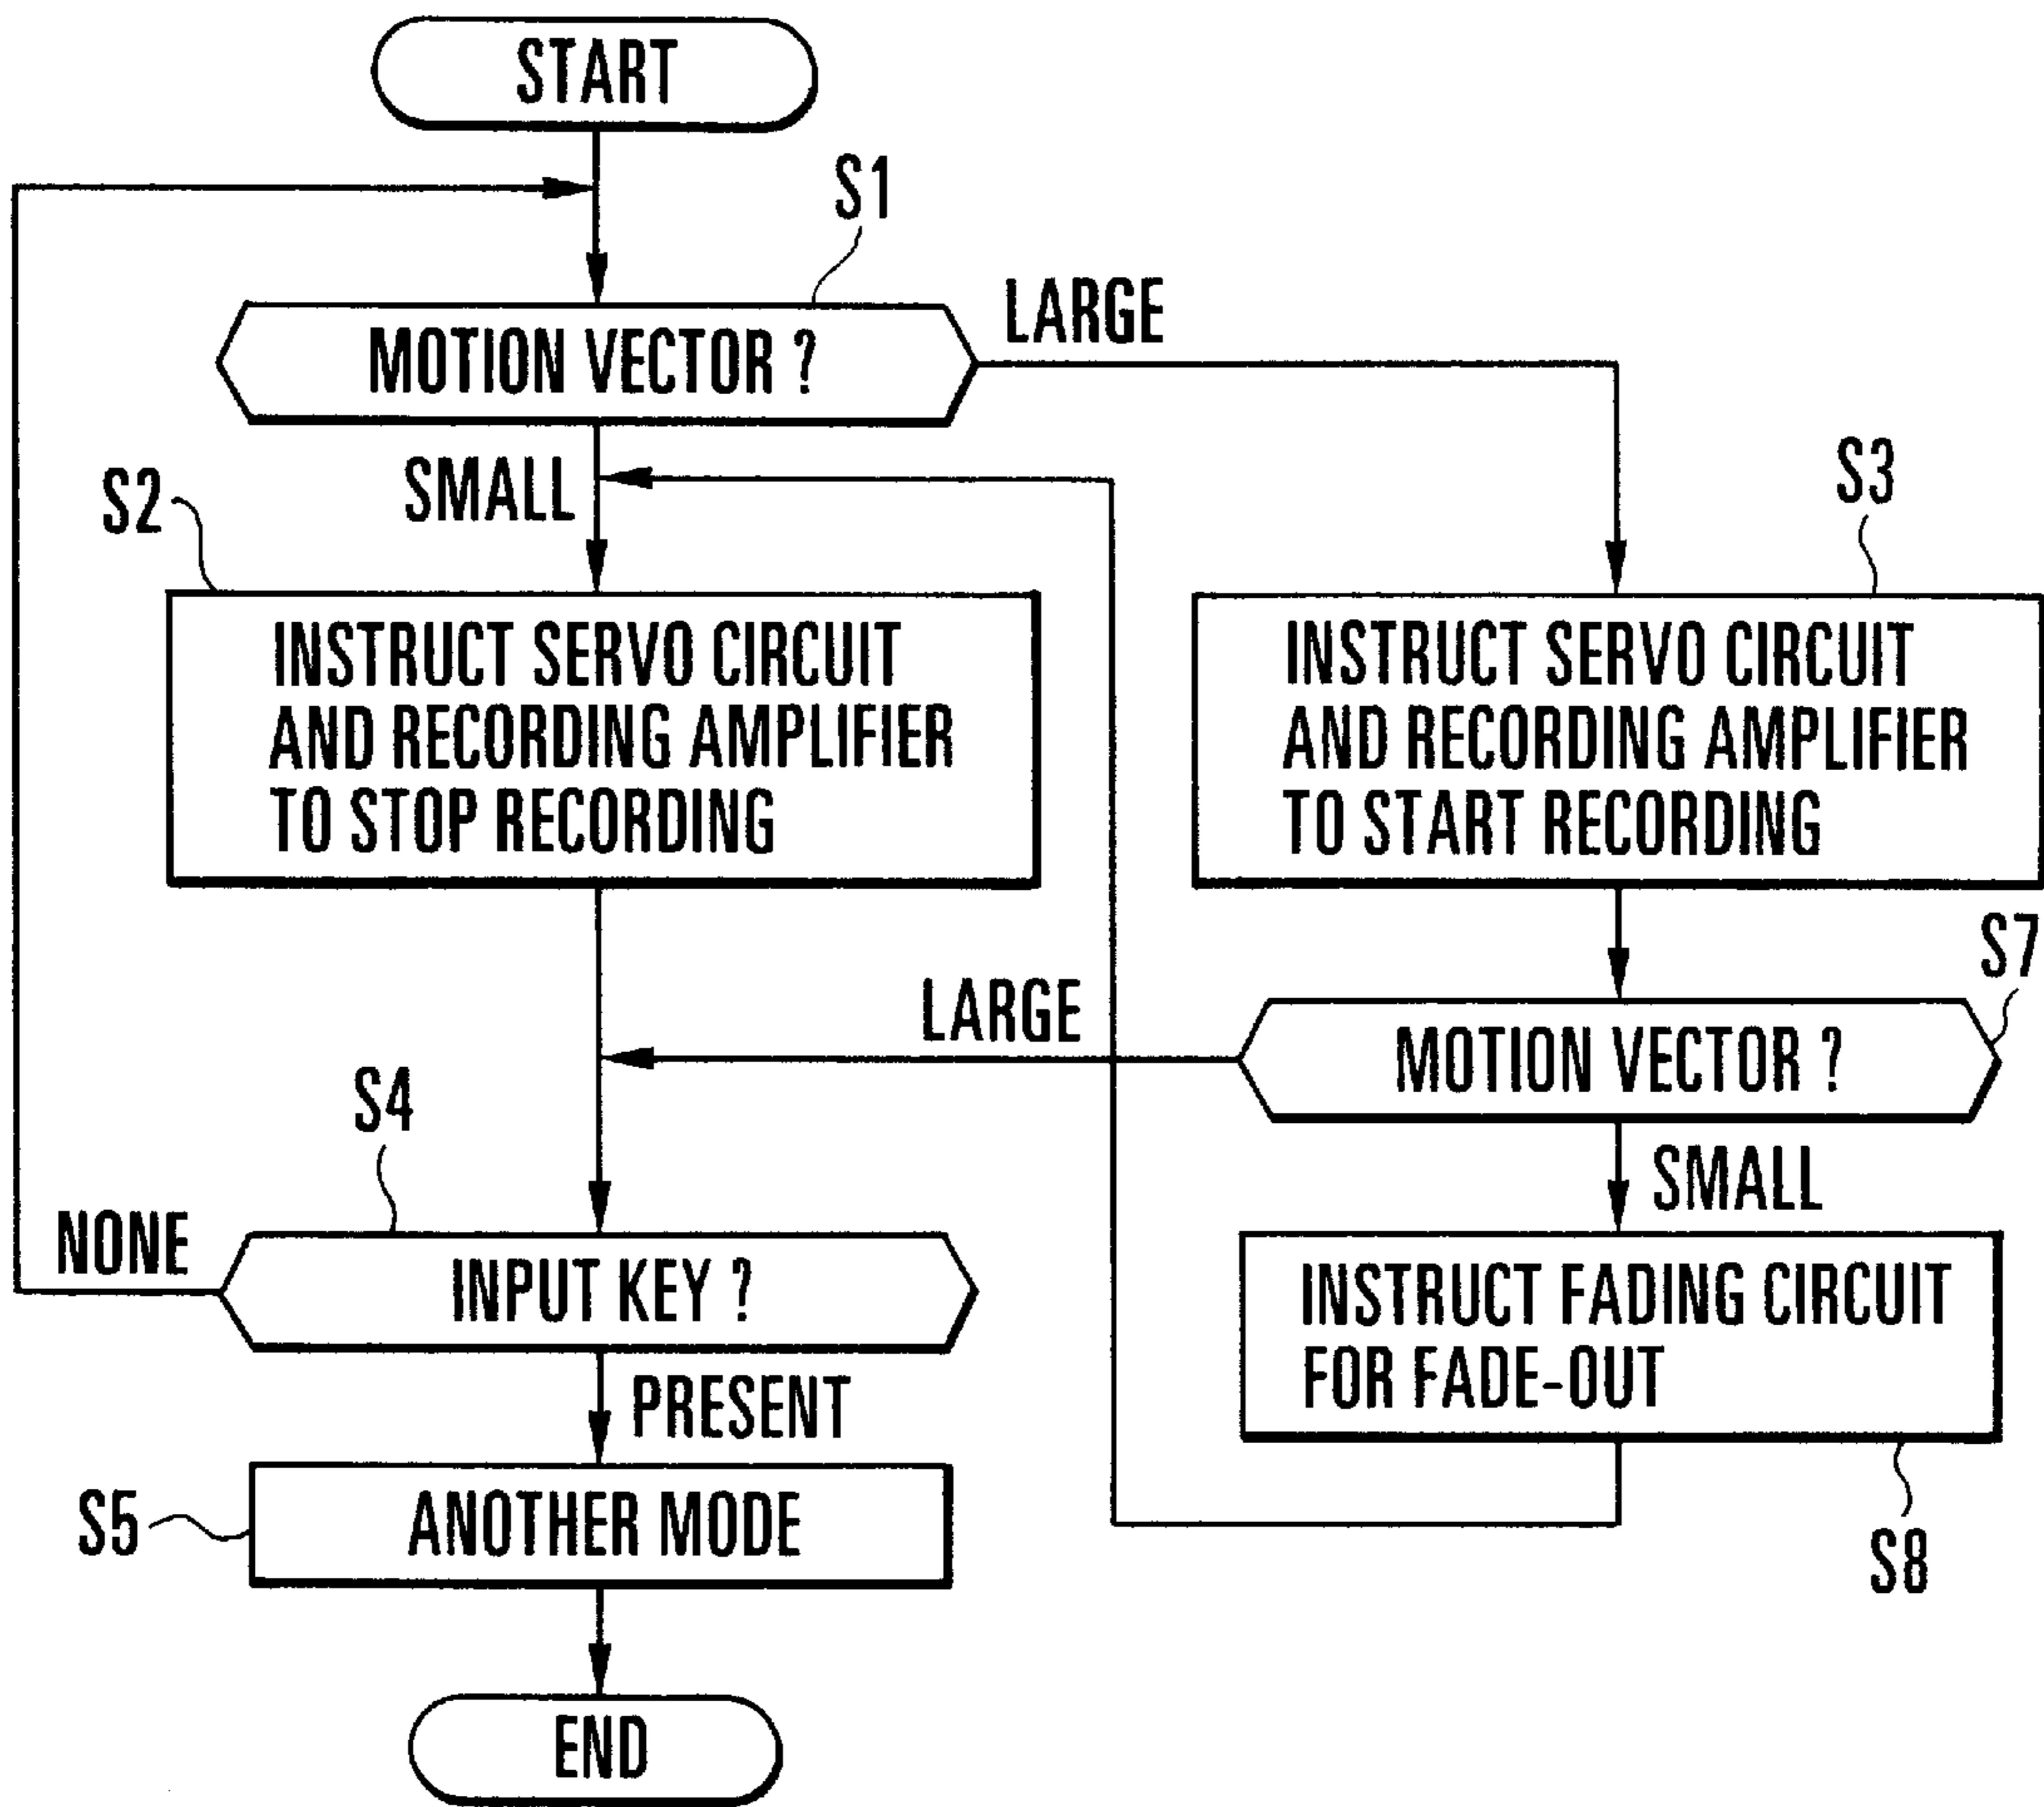 START
S1
MOTION VECTOR ?
LARGE
SMALL
S2
S3
INSTRUCT SERVO CIRCUIT
AND RECORDING AMPLIFIER
TO STOP RECORDING
INSTRUCT SERVO CIRCUIT
AND RECORDING AMPLIFIER
TO START RECORDING
S7
LARGE
MOTION VECTOR ?
S4
SMALL
NONE
INPUT KEY ?
INSTRUCT FADING CIRCUIT
FOR FADE-OUT
PRESENT
S5
ANOTHER MODE
S8
END